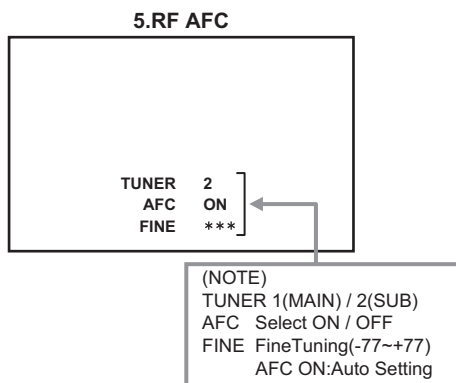 5.RF AFC
TUNER 2
AFC ON
FINE ***
(NOTE)
TUNER 1(MAIN) / 2(SUB)
AFC Select ON / OFF
FINE FineTuning(-77~+77)
AFC ON:Auto Setting